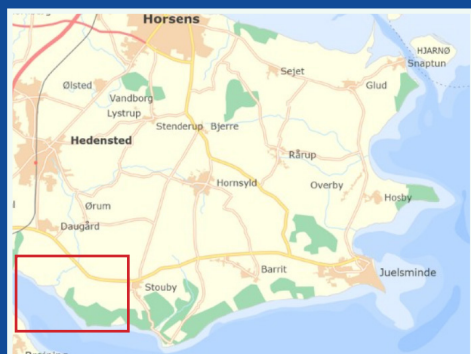 Horsens
HJARNØ
Snaptun
Sejet
Glud
Ølsted
Vandborg
Lystrup
Stenderup Bjerre
Hedensted
Rårup
Hornsyld
Overby
Hosby
Ørum
Daugård
Barrit
Juelsminde
Stouby